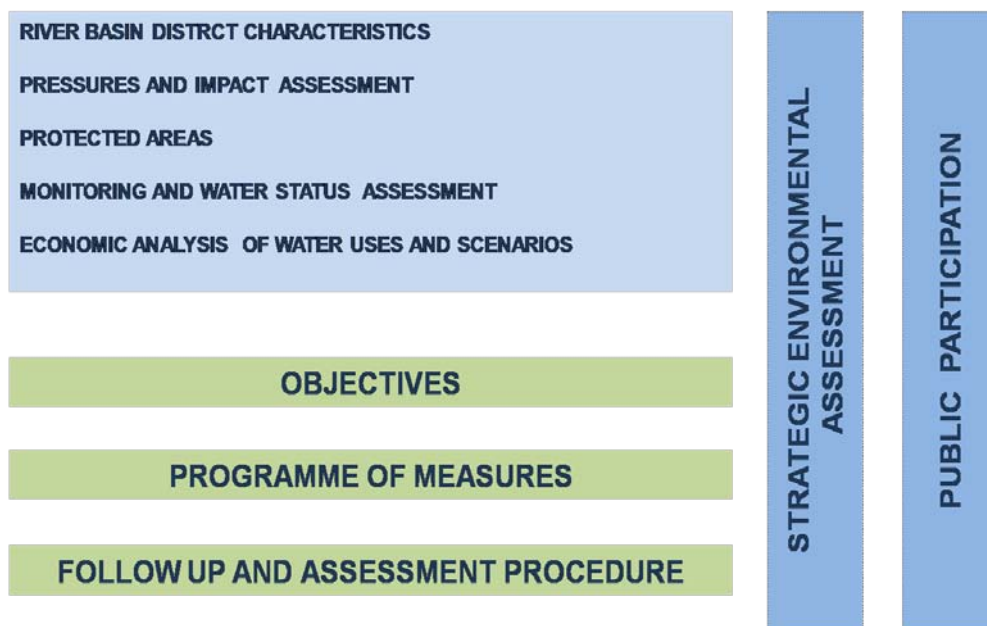 RIVER BASIN DISTRCT CHARACTERISTICS
PRESSURES AND IMPACT ASSESSMENT
PROTECTED AREAS
MONITORING AND WATER STATUS ASSESSMENT
ECONOMIC ANALYSIS OF WATER USES AND SCENARIOS
OBJECTIVES
PROGRAMME OF MEASURES
FOLLOW UP AND ASSESSMENT PROCEDURE
STRATEGIC ENVIRONMENTAL
ASSESSMENT
PUBLIC PARTICIPATION